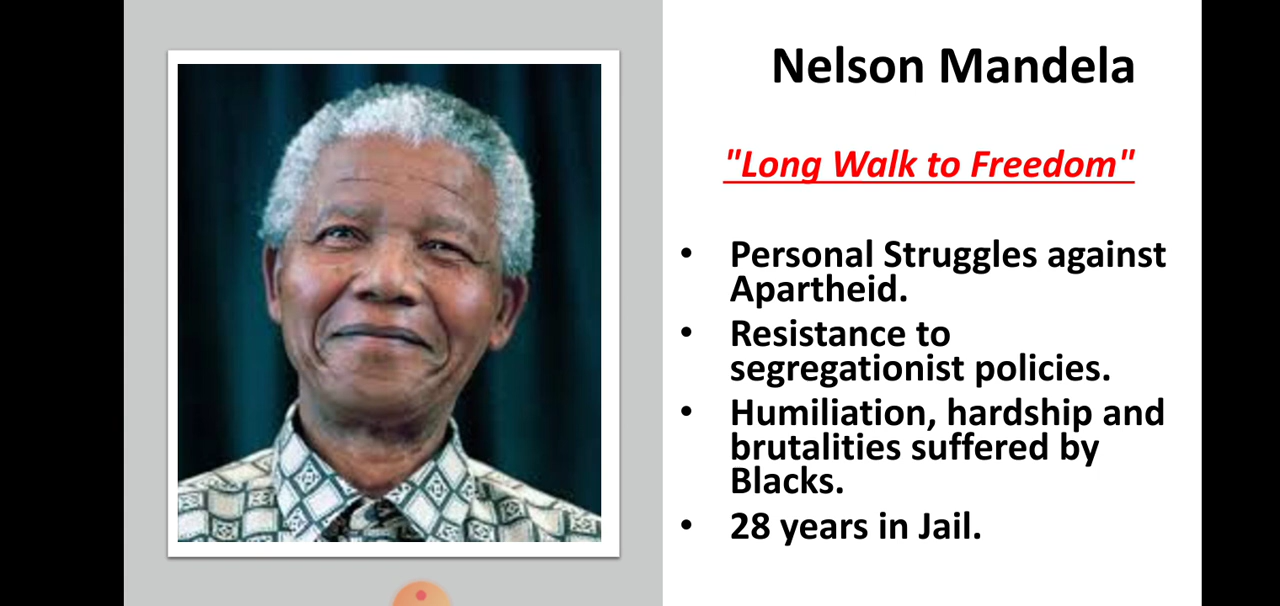 Nelson Mandela
"Long Walk to Freedom"
• Personal Struggles against
Apartheid.
• Resistance to
segregationist policies.
• Humiliation, hardship and
brutalities suffered by
Blacks.
• 28 years in Jail.